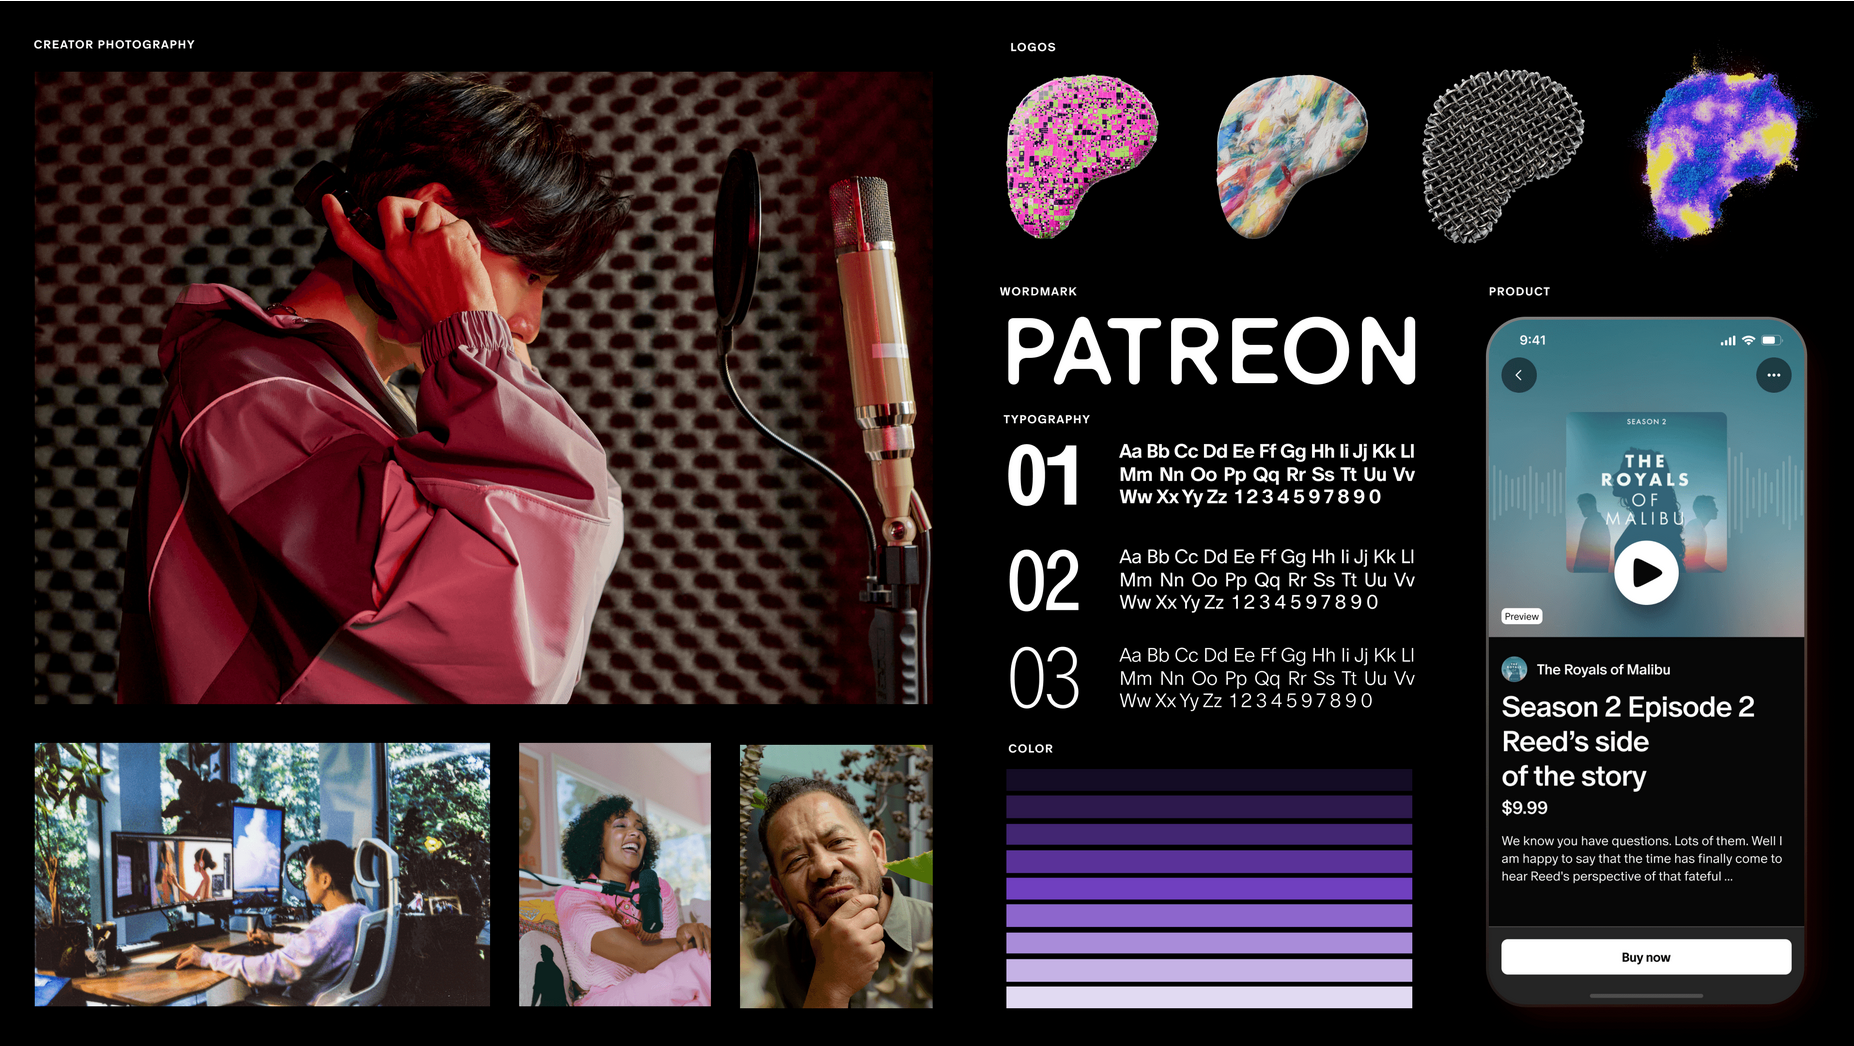 CREATOR PHOTOGRAPHY
LOGOS
WORDMARK
PATREON
TYPOGRAPHY
01
Aa Bb Cc Dd Ee Ff Gg Hh Ii Jj Kk Ll
Mm Nn Oo Pp Qq Rr Ss Tt Uu Vv
Ww Xx Yy Zz 1 2 3 4 5 9 7 8 9 0
02
Aa Bb Cc Dd Ee Ff Gg Hh Ii Jj Kk Ll
Mm Nn Oo Pp Qq Rr Ss Tt Uu Vv
Ww Xx Yy Zz 1 2 3 4 5 9 7 8 9 0
03
Aa Bb Cc Dd Ee Ff Gg Hh Ii Jj Kk Ll
Mm Nn Oo Pp Qq Rr Ss Tt Uu Vv
Ww Xx Yy Zz 1 2 3 4 5 9 7 8 9 0
COLOR
PRODUCT
9:41
SEASON 2
THE
ROYALS
OF
MALIBU
Preview
The Royals of Malibu
Season 2 Episode 2
Reed’s side
of the story
$9.99
We know you have questions. Lots of them. Well I
am happy to say that the time has finally come to
hear Reed's perspective of that fateful ...
Buy now